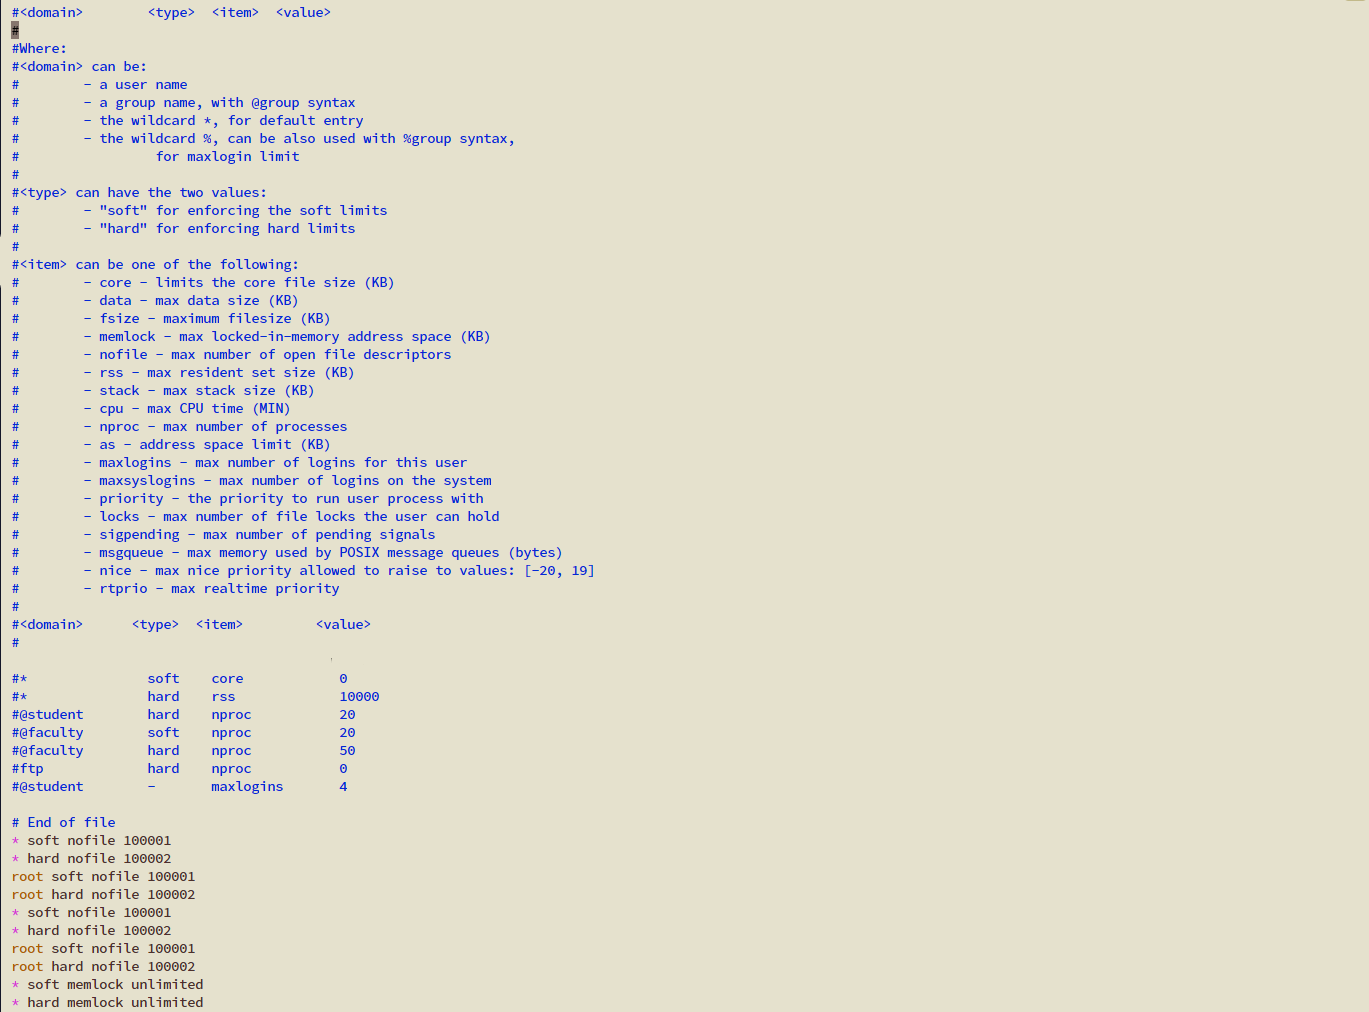 #<domain>        <type>  <item>  <value>
#
#Where:
#<domain> can be:
#        - a user name
#        - a group name, with @group syntax
#        - the wildcard *, for default entry
#        - the wildcard %, can be also used with %group syntax,
#                 for maxlogin limit
#
#<type> can have the two values:
#        - "soft" for enforcing the soft limits
#        - "hard" for enforcing hard limits
#
#<item> can be one of the following:
#        - core - limits the core file size (KB)
#        - data - max data size (KB)
#        - fsize - maximum filesize (KB)
#        - memlock - max locked-in-memory address space (KB)
#        - nofile - max number of open file descriptors
#        - rss - max resident set size (KB)
#        - stack - max stack size (KB)
#        - cpu - max CPU time (MIN)
#        - nproc - max number of processes
#        - as - address space limit (KB)
#        - maxlogins - max number of logins for this user
#        - maxsyslogins - max number of logins on the system
#        - priority - the priority to run user process with
#        - locks - max number of file locks the user can hold
#        - sigpending - max number of pending signals
#        - msgqueue - max memory used by POSIX message queues (bytes)
#        - nice - max nice priority allowed to raise to values: [-20, 19]
#        - rtprio - max realtime priority
#
#<domain>      <type>  <item>         <value>
#
#*               soft    core            0
#*               hard    rss             10000
#@student        hard    nproc           20
#@faculty        soft    nproc           20
#@faculty        hard    nproc           50
#ftp             hard    nproc           0
#@student        -       maxlogins       4
# End of file
* soft nofile 100001
* hard nofile 100002
root soft nofile 100001
root hard nofile 100002
* soft nofile 100001
* hard nofile 100002
root soft nofile 100001
root hard nofile 100002
* soft memlock unlimited
* hard memlock unlimited